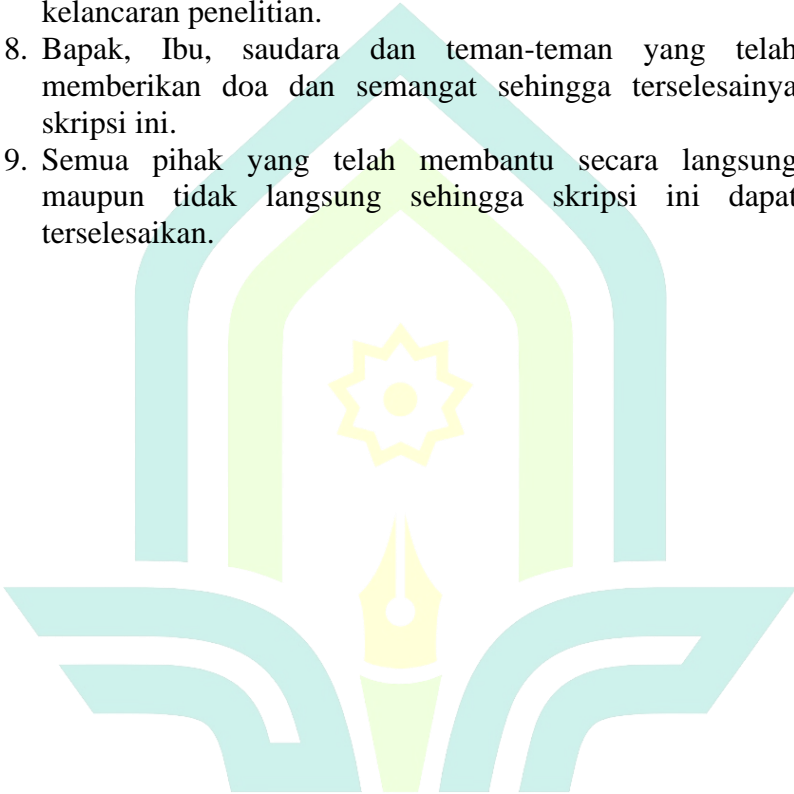 kelancaran penelitian.
8. Bapak, Ibu, saudara dan teman-teman yang telah
memberikan doa dan semangat sehingga terselesainya
skripsi ini.
9. Semua pihak yang telah membantu secara langsung
maupun tidak langsung sehingga skripsi ini dapat
terselesaikan.